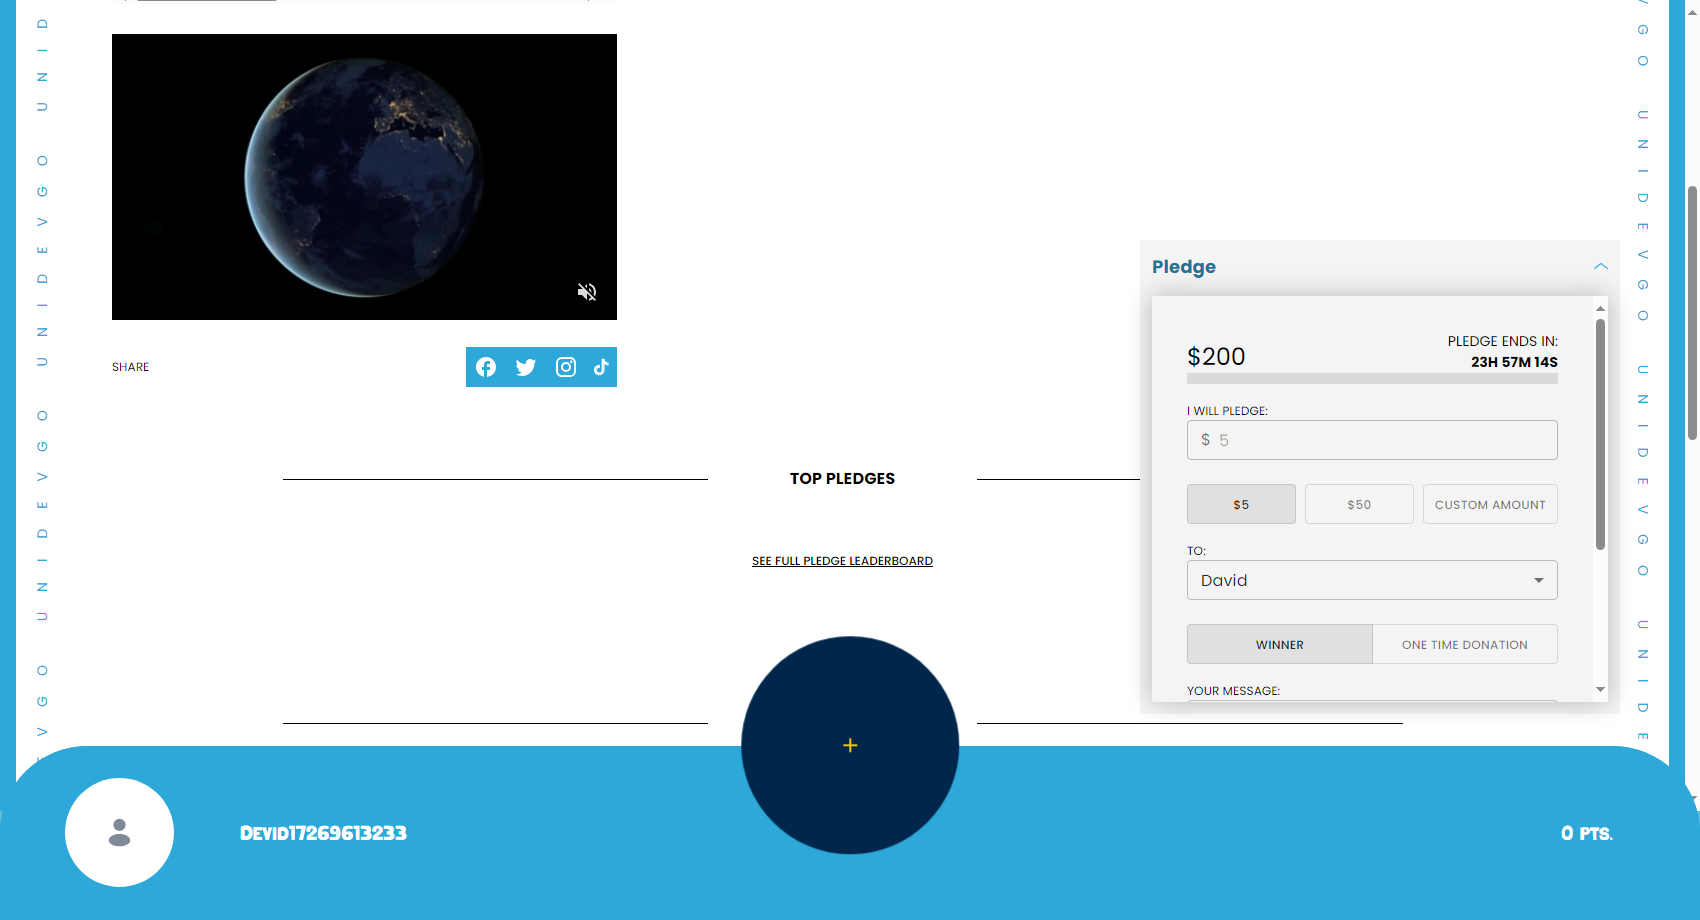 UNIDEVGO UNIDEVGO UNIDEVGO UNID
SHARE
TOP PLEDGES
SEE FULL PLEDGE LEADERBOARD
Pledge
$200
PLEDGE ENDS IN:
23H 57M 14S
I WILL PLEDGE:
$ 5
$5
$50
CUSTOM AMOUNT
TO:
David
WINNER
ONE TIME DONATION
YOUR MESSAGE:
+
Devid17269613233
0 PTS.
VGO UNIDEVGO UNIDEVGO UNIDE